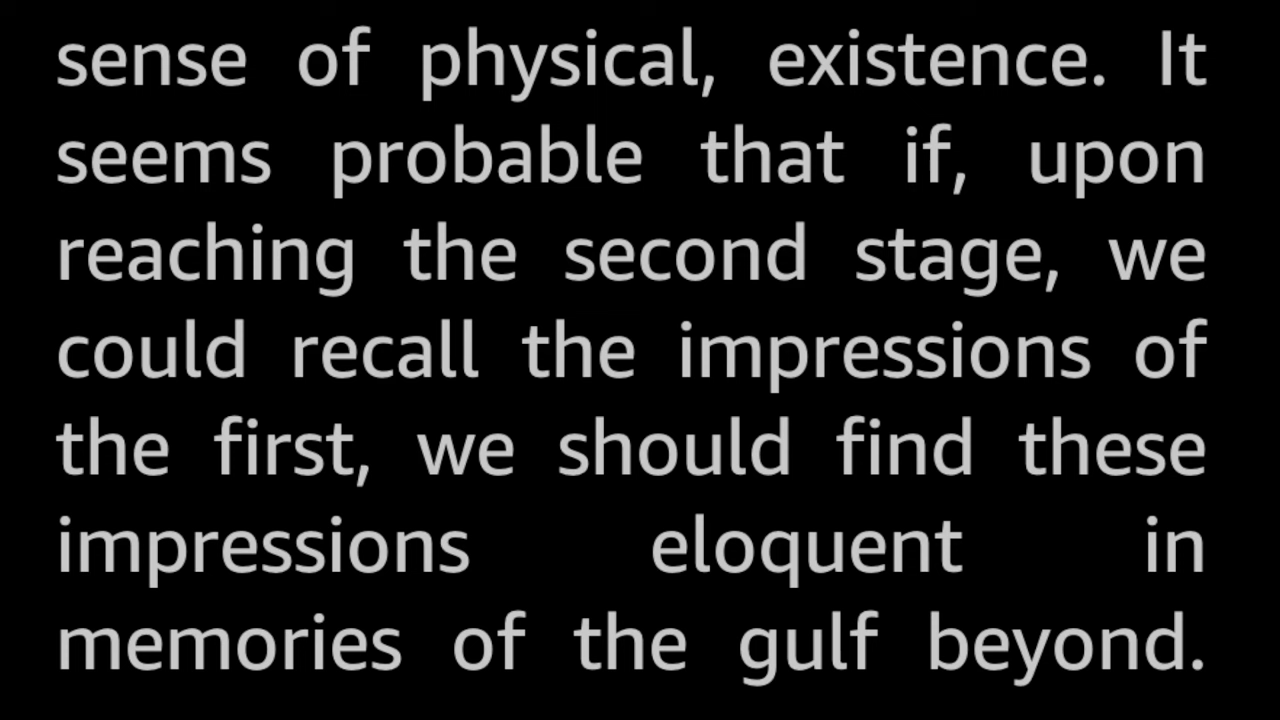 sense of physical, existence. It
seems probable that if, upon
reaching the second stage, we
could recall the impressions of
the first, we should find these
impressions eloquent in
memories of the gulf beyond.